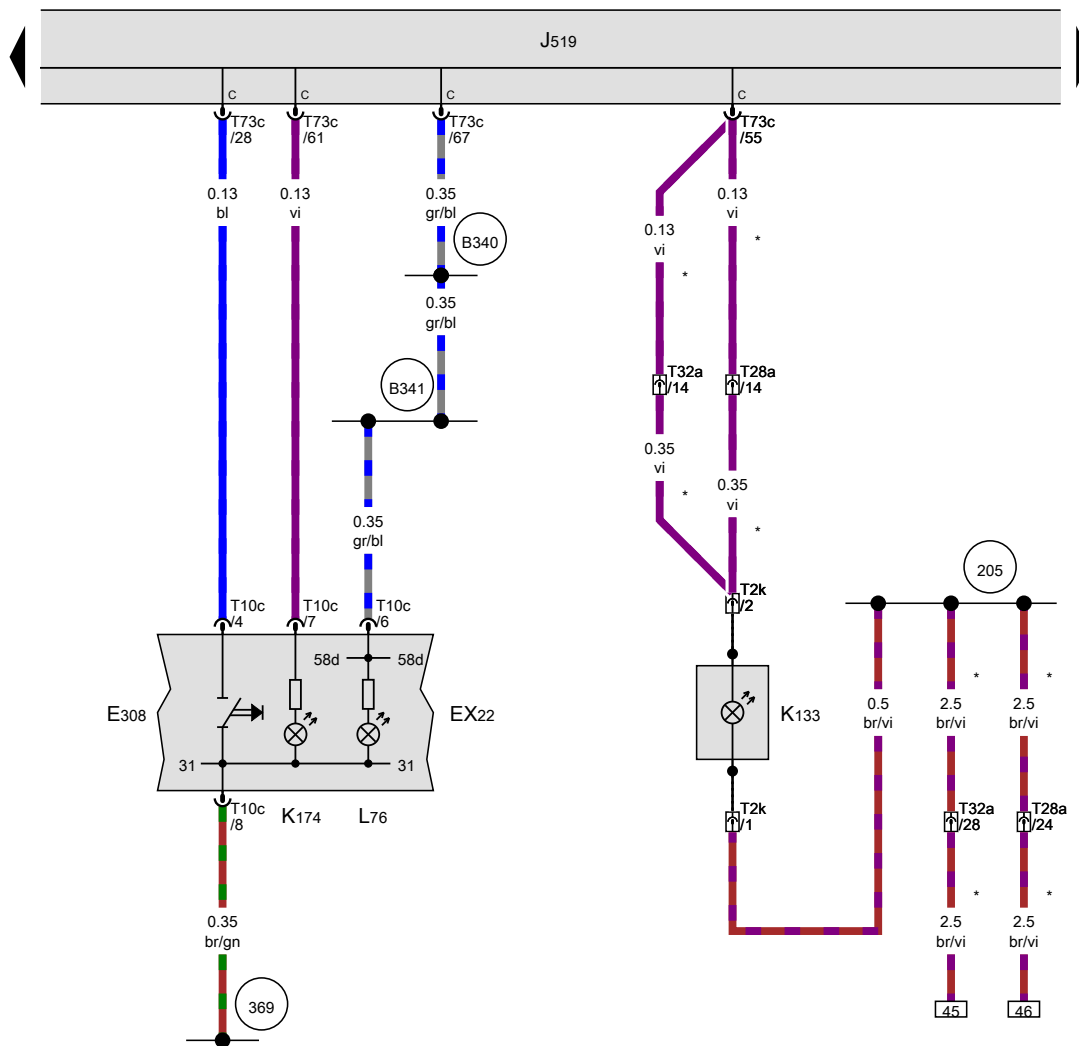 J519
C
C
C
C
T73c
/28
T73c
/61
T73c
/67
T73c
/55
0.13
bl
0.13
vi
0.35
gr/bl
0.13
vi
0.13
vi
*
*
B340
0.35
gr/bl
B341
T32a
/14
T28a
/14
0.35
vi
0.35
vi
*
*
0.35
gr/bl
205
T10c
/4
T10c
/7
T10c
/6
T2k
/2
58d
58d
*
*
E308
EX22
K133
0.5
br/vi
2.5
br/vi
2.5
br/vi
31
31
K174
L76
T10c
/8
T2k
/1
T32a
/28
T28a
/24
*
*
0.35
br/gn
2.5
br/vi
2.5
br/vi
369
45
46